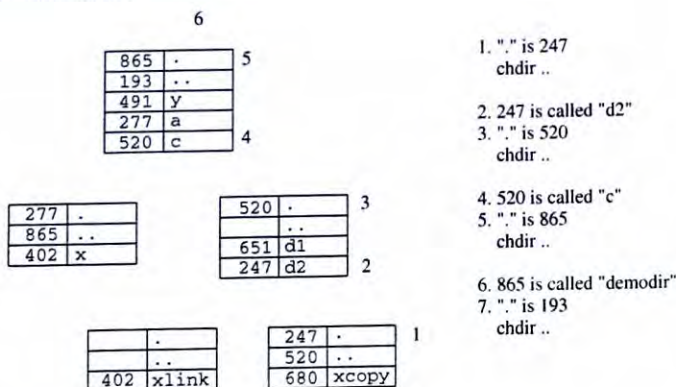 6
865 . 5
193 ..
491 y
277 a
520 c 4
277 .
865 ..
402 x
520 . 3
..
651 d1
247 d2 2
.
..
402 xlink
247 . 1
520 ..
680 xcopy
1. "." is 247
chdir ..
2. 247 is called "d2"
3. "." is 520
chdir ..
4. 520 is called "c"
5. "." is 865
chdir ..
6. 865 is called "demodir"
7. "." is 193
chdir ..